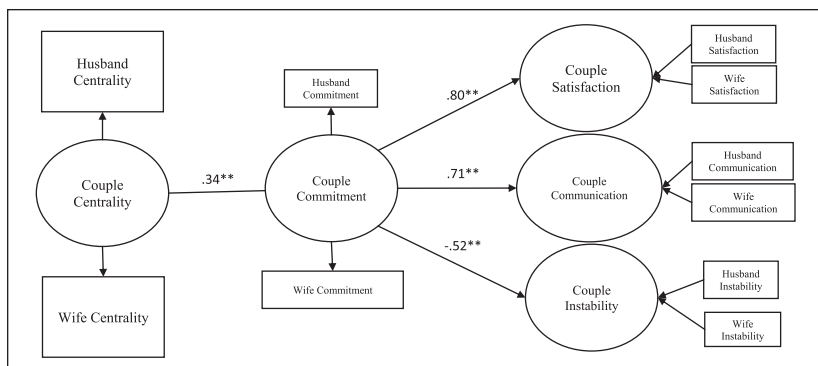 Husband
Centrality
Couple
Centrality
Wife Centrality
.34**
Husband
Commitment
Couple
Commitment
Wife Commitment
.80**
.71**
-.52**
Couple
Satisfaction
Husband
Satisfaction
Wife
Satisfaction
Couple
Communication
Husband
Communication
Wife
Communication
Couple
Instability
Husband
Instability
Wife
Instability